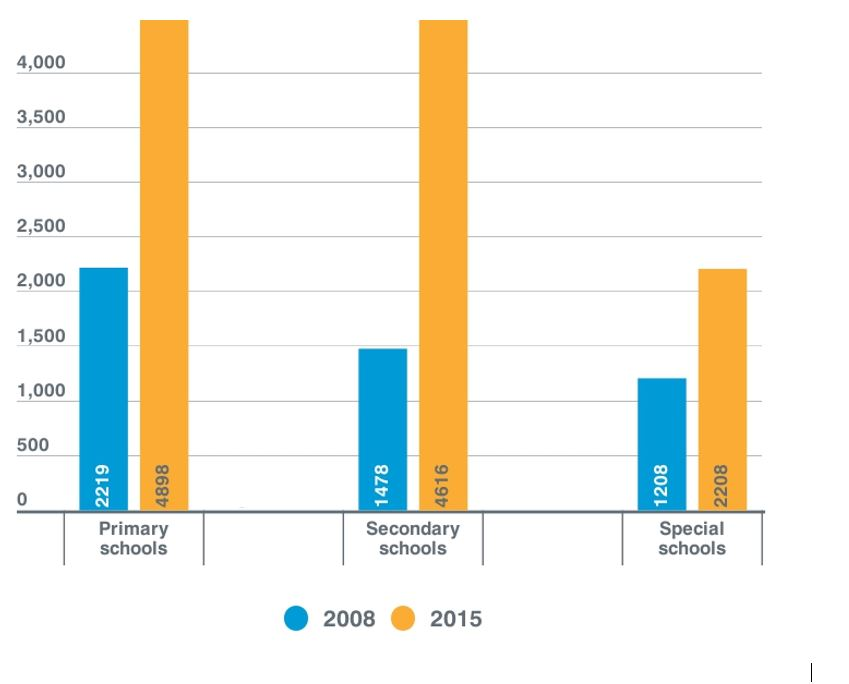 4,000
3,500
3,000
2,500
2,000
1,500
1,000
500
0
2219
4898
1478
4616
1208
2208
Primary
schools
Secondary
schools
Special
schools
2008 2015